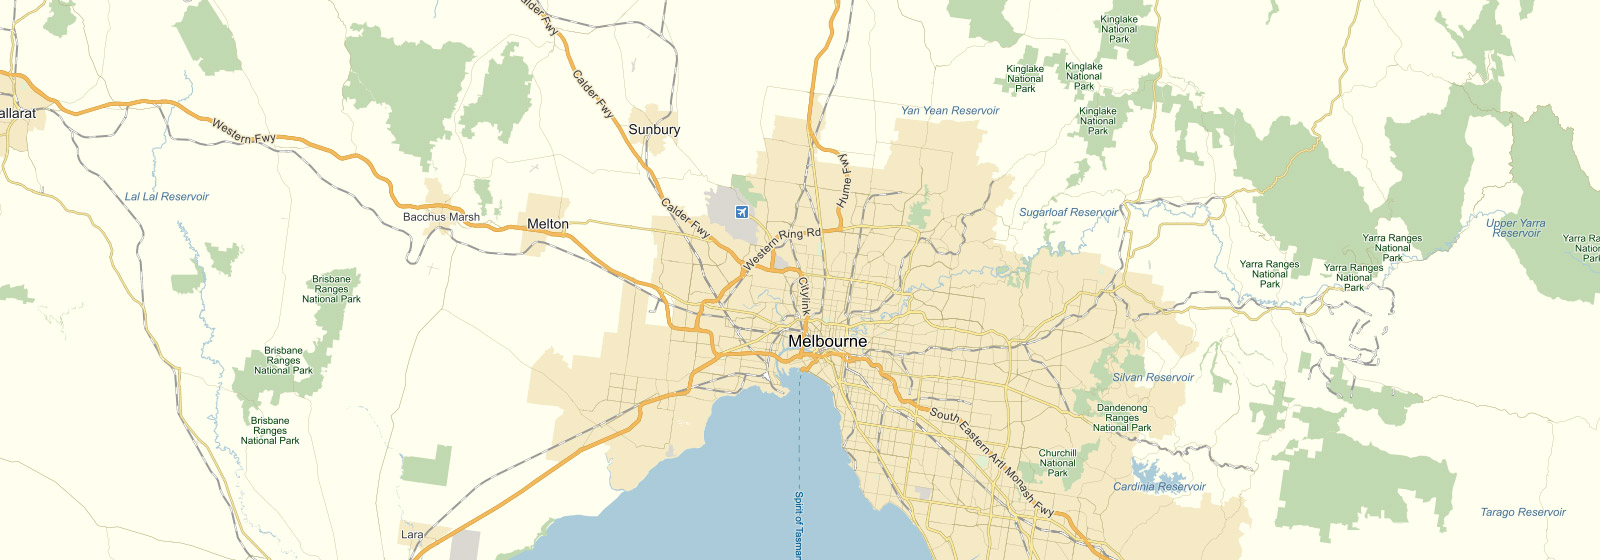 Calder Fwy
Kinglake
National
Park
Kinglake
National
Park
Kinglake
National
Park
Calder Fwy
Yan Yean Reservoir
Kinglake
National
Park
allarat
Western Fwy
Sunbury
Hume Fwy
Lal Lal Reservoir
Bacchus Marsh
Melton
Calder Fwy
Sugarloaf Reservoir
Upper Yarra
Reservoir
Western Ring Rd
Yarra Ranges
National
Park
Yarra Ra
Nation
Park
Yarra Ranges
National
Park
Yarra Ranges
National
Park
Brisbane
Ranges
National Park
Citylink
Melbourne
Brisbane
Ranges
National Park
Silvan Reservoir
Dandenong
Ranges
National Park
Brisbane
Ranges
National Park
South Eastern Artl Monash Fwy
Churchill
National
Park
Cardinia Reservoir
Tarago Reservoir
Spirit of Tasman
Lara